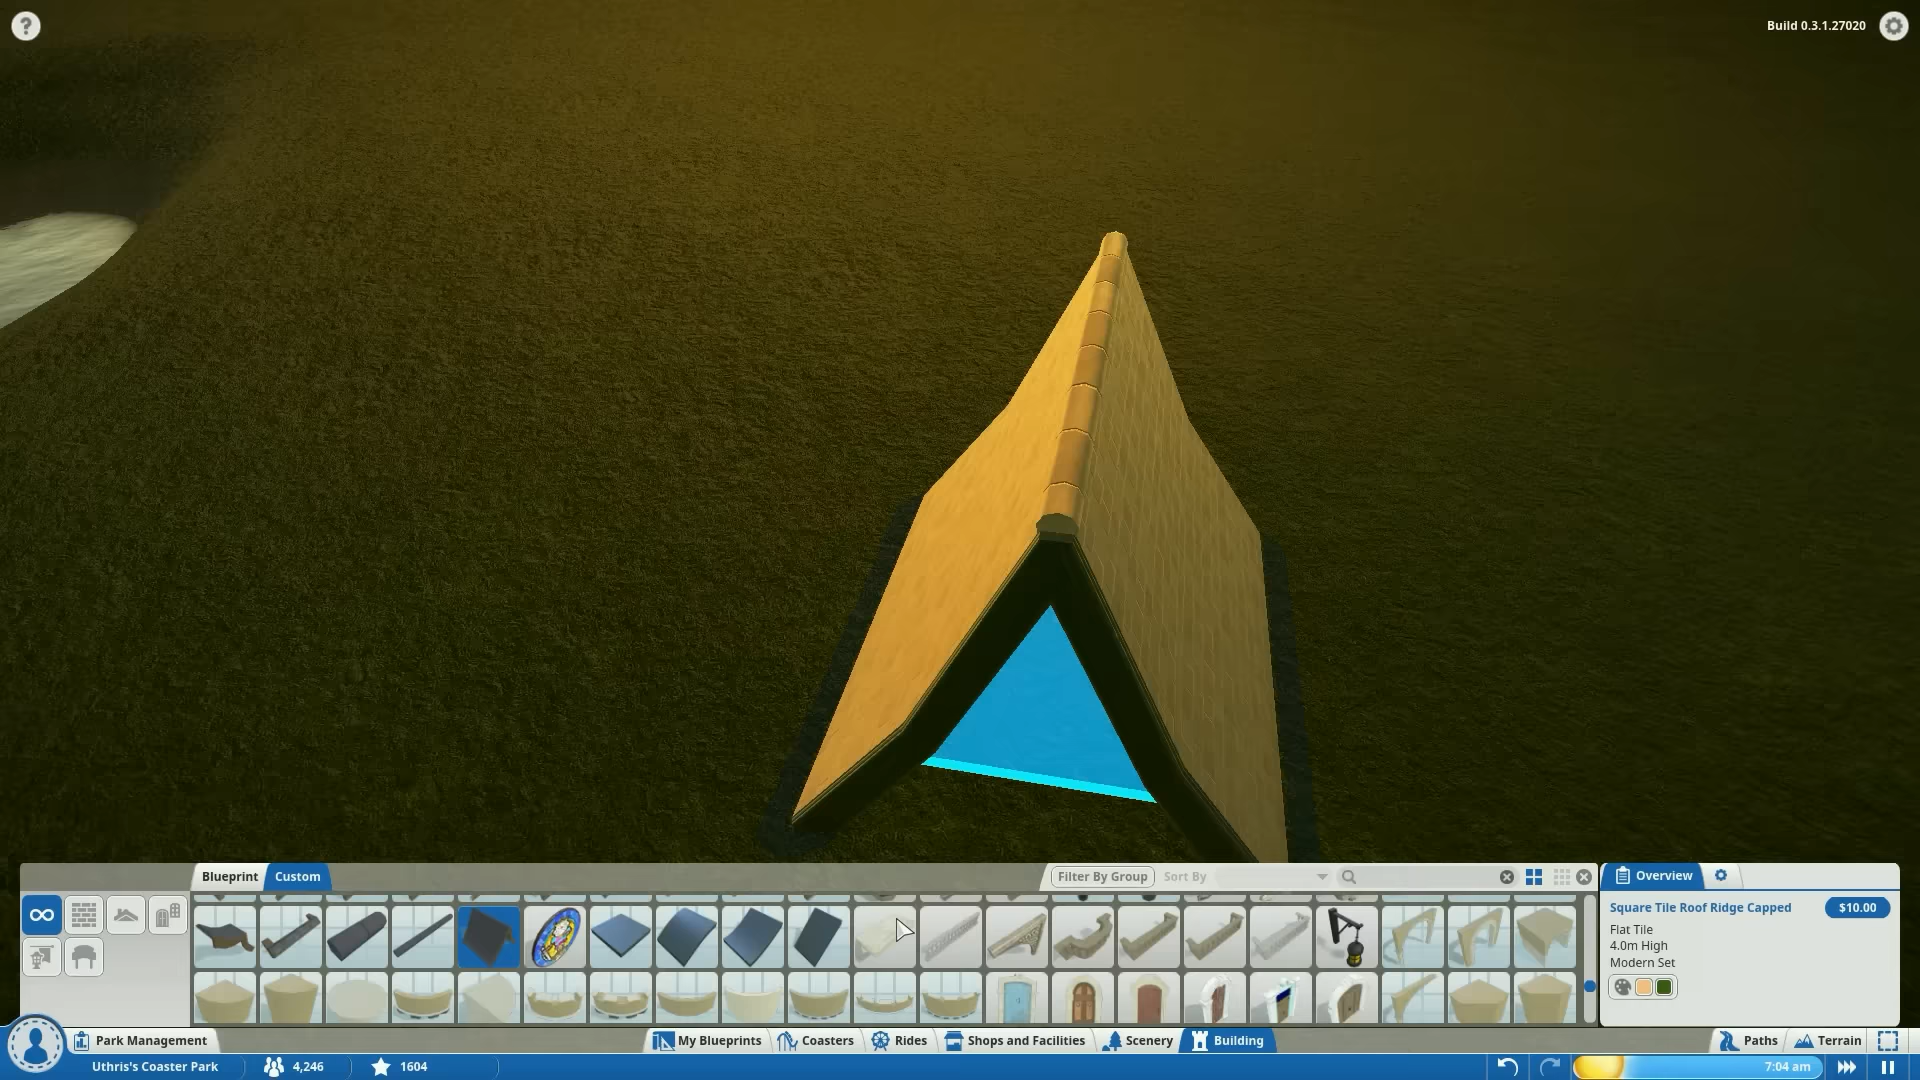 ?
Build 0.3.1.27020
Blueprint Custom
Filter By Group Sort By
Overview
Square Tile Roof Ridge Capped $10.00
Flat Tile
4.0m High
Modern Set
Park Management My Blueprints Coasters Rides Shops and Facilities Scenery Building Paths Terrain
Uthris's Coaster Park 4,246 1604 7:04 am